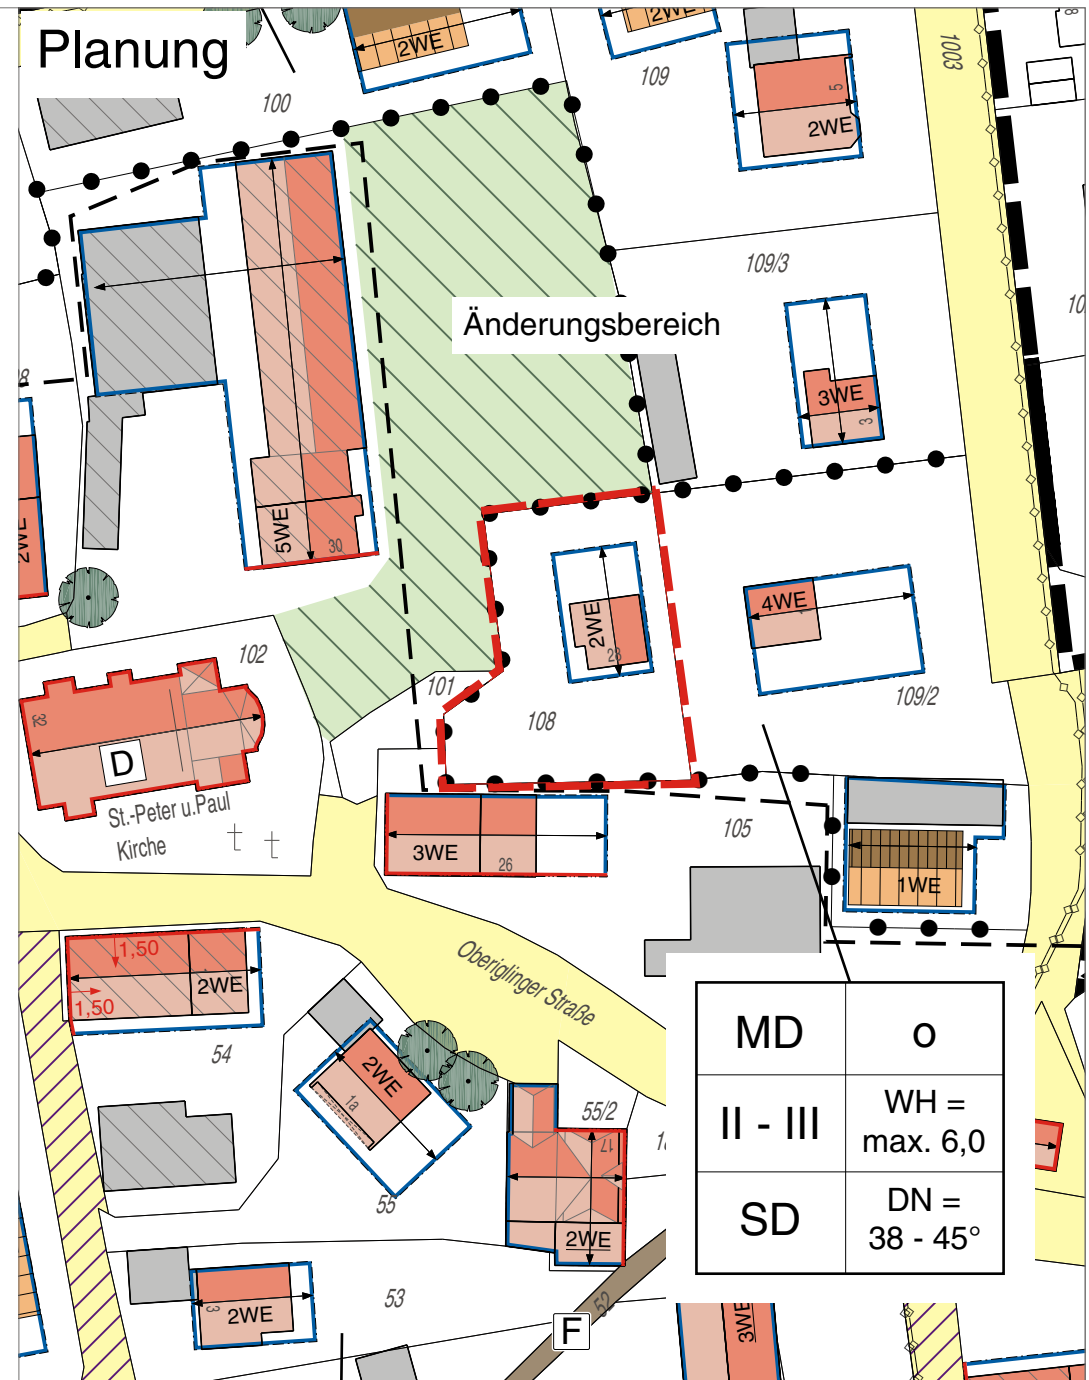 Planung
100
2WE
2WE
109
5
2WE
1003
109/3
Änderungsbereich
3WE
3
5WE
30
2WE
2WE
4WE
102
101
108
109/2
D
St.-Peter u.Paul
Kirche
3WE
26
105
1WE
Oberiglinger Straße
1,50
1,50
2WE
54
2WE
1a
55
55/2
17
2WE
MD
o
II - III
WH =
max. 6,0
SD
DN =
38 - 45°
3
2WE
53
52
F
3WE